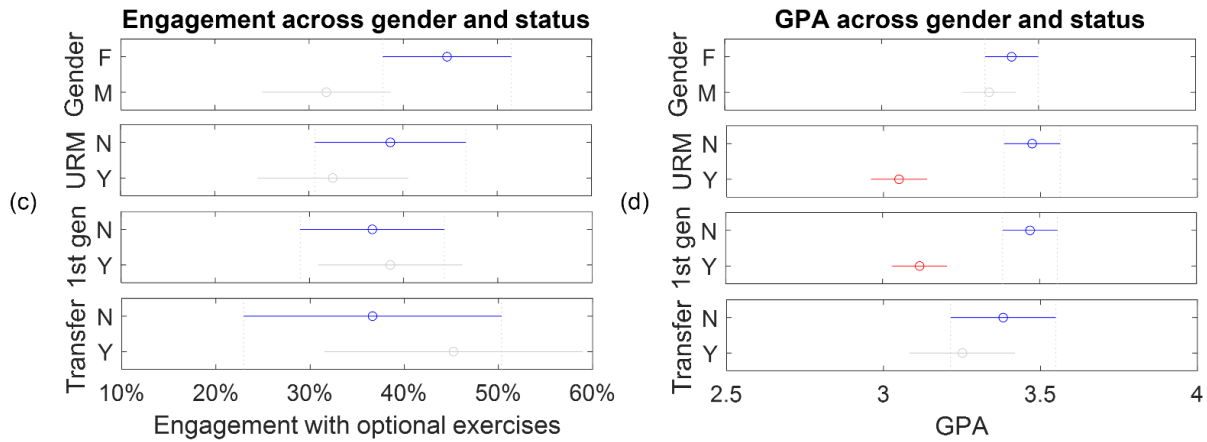 Engagement across gender and status
Gender
F
M
URM
N
Y
(c)
1st gen
N
Y
Transfer
N
Y
10% 20% 30% 40% 50% 60%
Engagement with optional exercises
GPA across gender and status
Gender
F
M
URM
N
Y
(d)
1st gen
N
Y
Transfer
N
Y
2.5 3 3.5 4
GPA